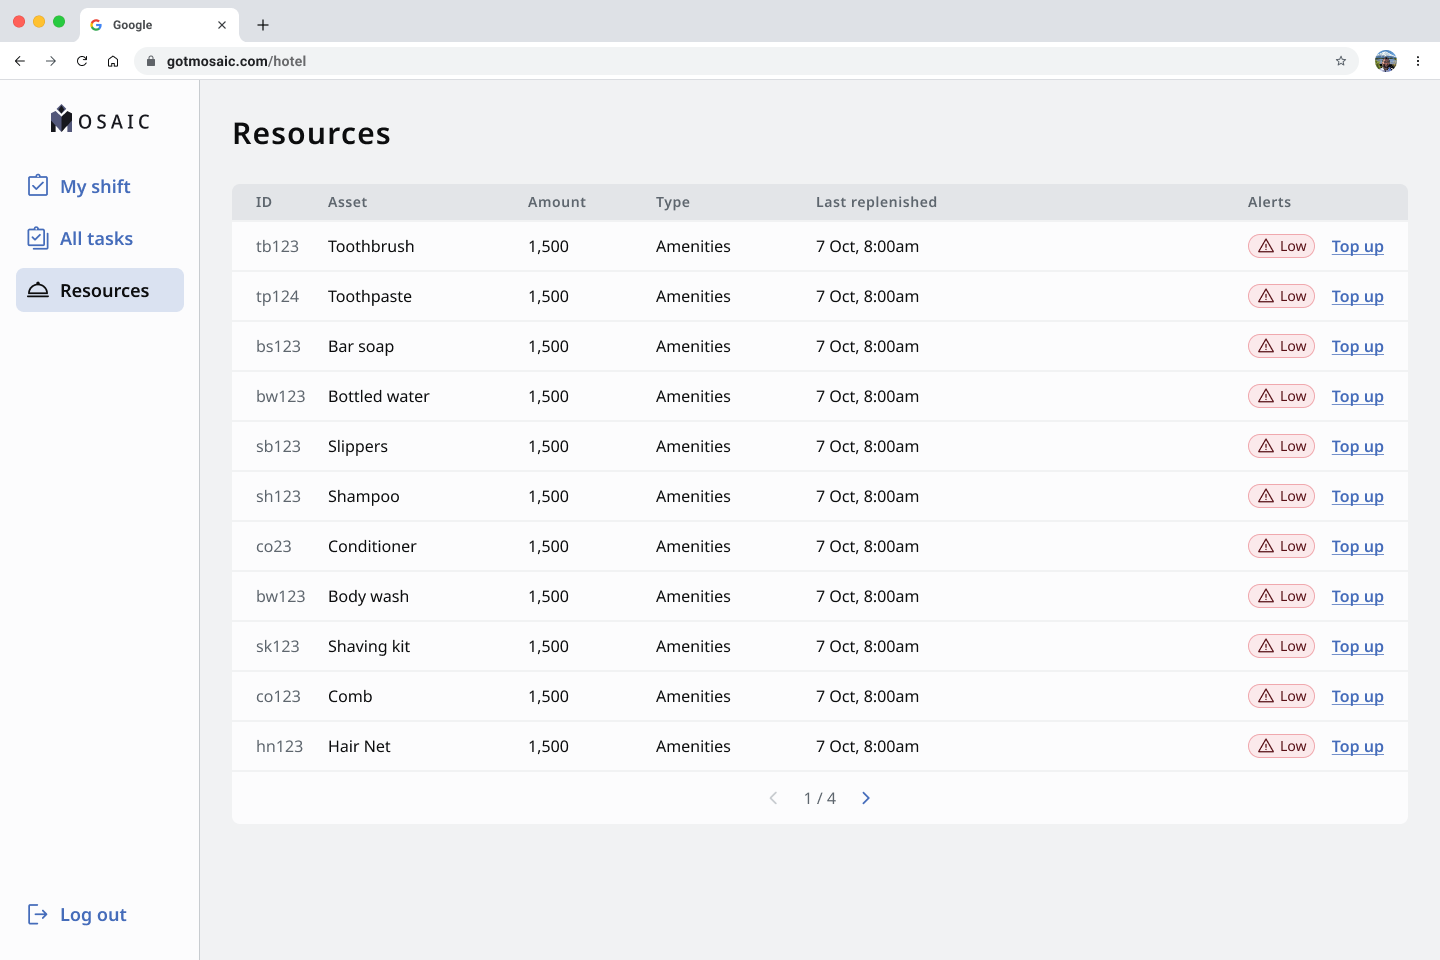 Google
gotmosaic.com/hotel
MOSAIC
My shift
All tasks
Resources
Log out
Resources
ID Asset Amount Type Last replenished Alerts
tb123 Toothbrush 1,500 Amenities 7 Oct, 8:00am Low Top up
tp124 Toothpaste 1,500 Amenities 7 Oct, 8:00am Low Top up
bs123 Bar soap 1,500 Amenities 7 Oct, 8:00am Low Top up
bw123 Bottled water 1,500 Amenities 7 Oct, 8:00am Low Top up
sb123 Slippers 1,500 Amenities 7 Oct, 8:00am Low Top up
sh123 Shampoo 1,500 Amenities 7 Oct, 8:00am Low Top up
co23 Conditioner 1,500 Amenities 7 Oct, 8:00am Low Top up
bw123 Body wash 1,500 Amenities 7 Oct, 8:00am Low Top up
sk123 Shaving kit 1,500 Amenities 7 Oct, 8:00am Low Top up
co123 Comb 1,500 Amenities 7 Oct, 8:00am Low Top up
hn123 Hair Net 1,500 Amenities 7 Oct, 8:00am Low Top up
1 / 4